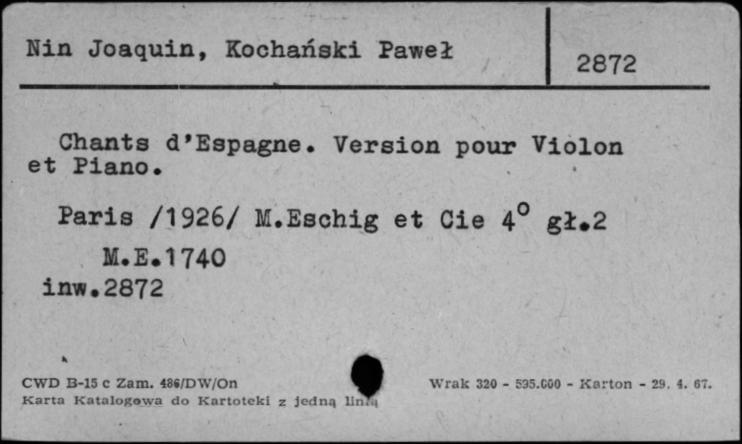 Nin Joaquin, Kochański Paweł
2872
Chants d'Espagne. Version pour Violon
et Piano.
Paris /1926/ M.Eschig et Cie 4° gł.2
M.E.1740
inw.2872
CWD B-15 c Zam. 486/DW/On
Wrak 320 - 535.000 - Karton - 29. 4. 67.
Karta Katalogowa do Kartoteki z jedną linią